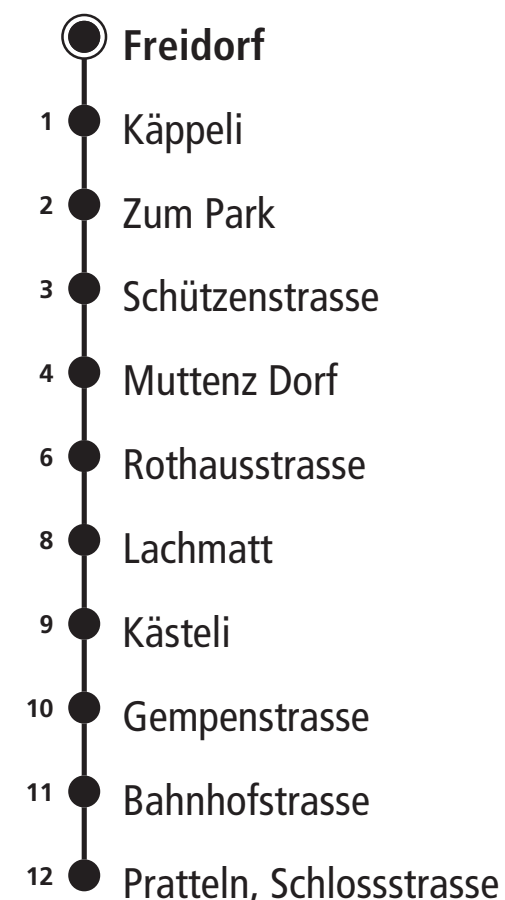 Freidorf
1 Käppeli
2 Zum Park
3 Schützenstrasse
4 Muttenz Dorf
6 Rothausstrasse
8 Lachmatt
9 Kästeli
10 Gempenstrasse
11 Bahnhofstrasse
12 Pratteln, Schlossstrasse